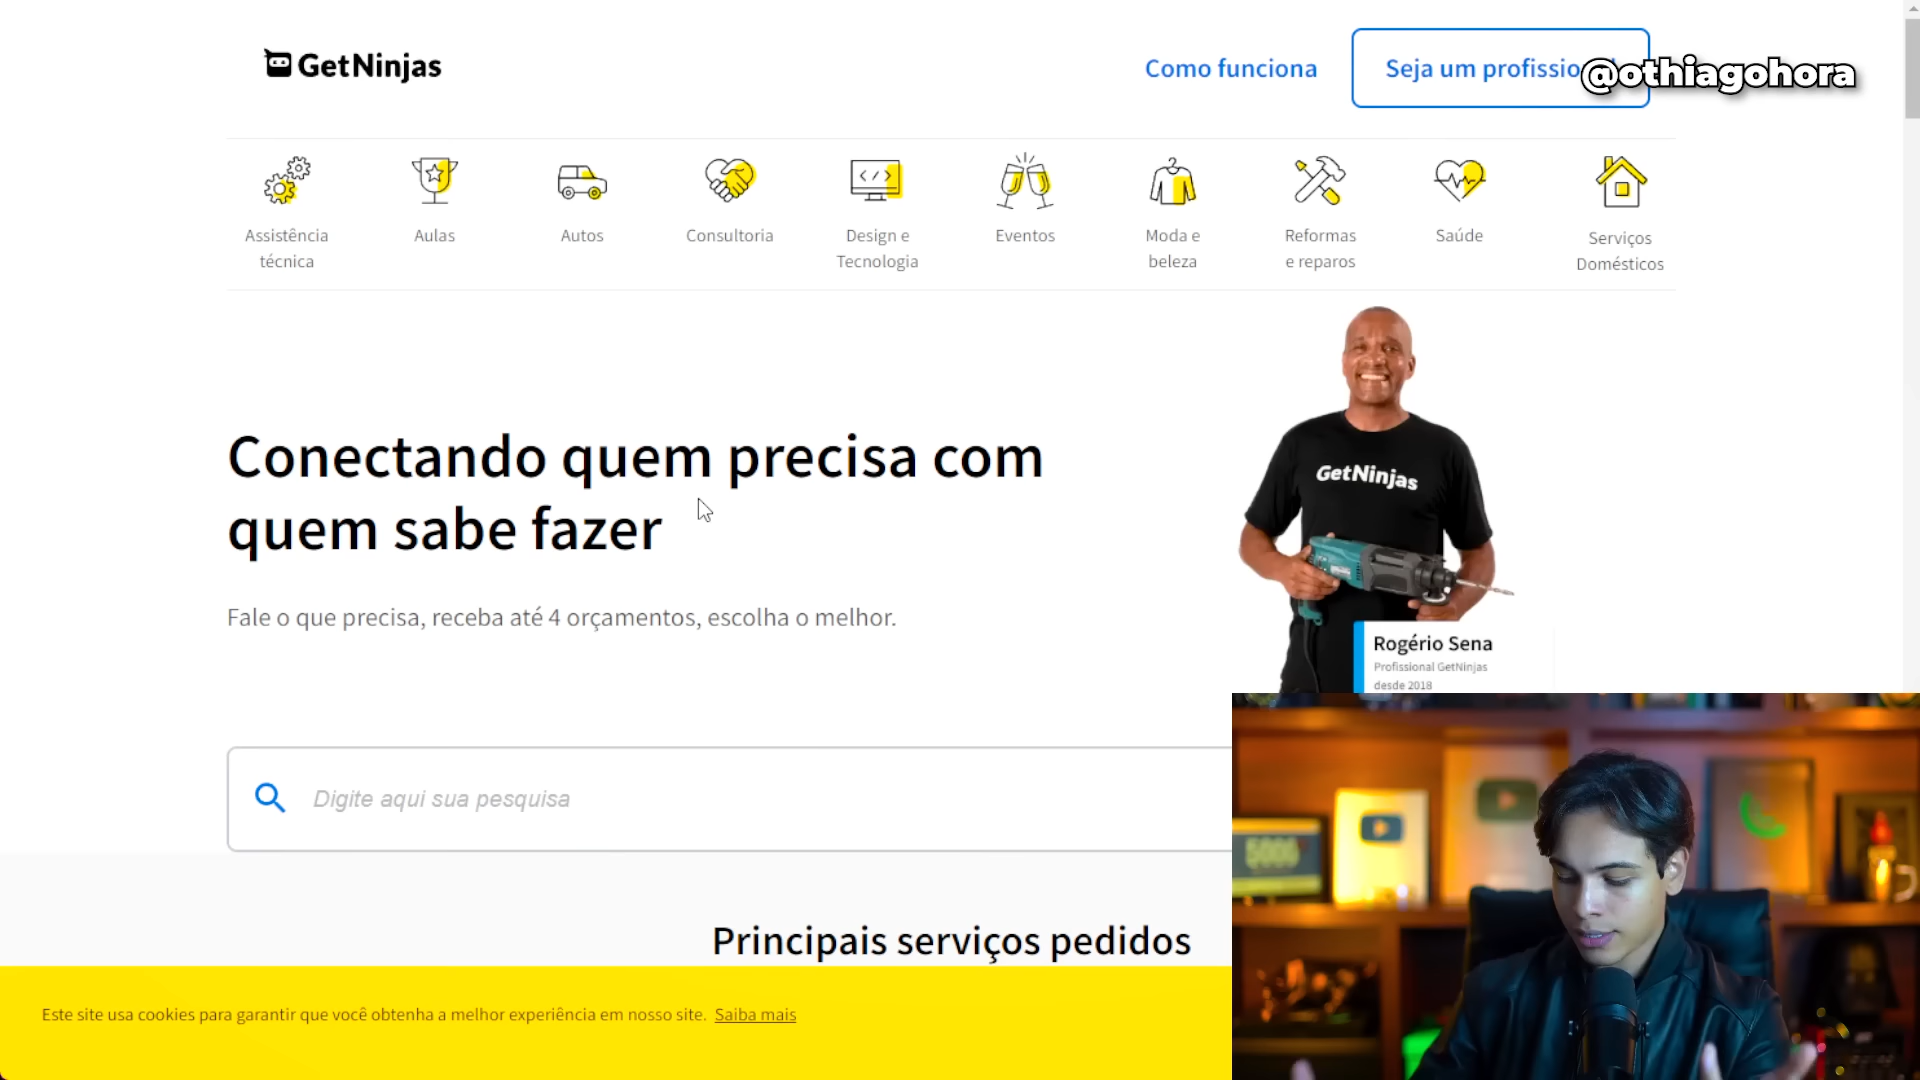 GetNinjas
Como funciona
Seja um profissio
@othiagohora
Assistência
técnica
Aulas
Autos
Consultoria
Design e
Tecnologia
Eventos
Moda e
beleza
Reformas
e reparos
Saúde
Serviços
Domésticos
Conectando quem precisa com
quem sabe fazer
Fale o que precisa, receba até 4 orçamentos, escolha o melhor.
GetNinjas
Rogério Sena
Profissional GetNinjas
desde 2018
Digite aqui sua pesquisa
Principais serviços pedidos
Este site usa cookies para garantir que você obtenha a melhor experiência em nosso site. Saiba mais